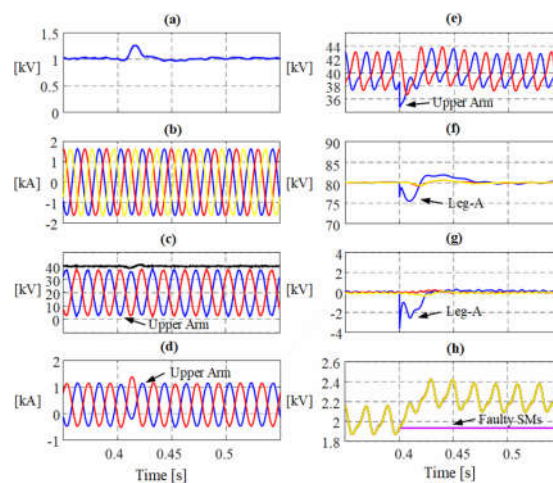 (a)
1.5
[kV]
1
0.5
0
(b)
2
1
[kA]
0
-1
-2
(c)
40
30
[kV]
20
10
0
Upper Arm
(d)
2
Upper Arm
1
[kA]
0
-1
0.4
0.45
0.5
Time [s]
(e)
44
42
[kV]
40
38
36
Upper Arm
(f)
90
85
[kV]
80
75
70
Leg-A
(g)
4
2
[kV]
0
-2
-4
Leg-A
(h)
2.6
2.4
[kV]
2.2
2
1.8
Faulty SMs
0.4
0.45
0.5
Time [s]